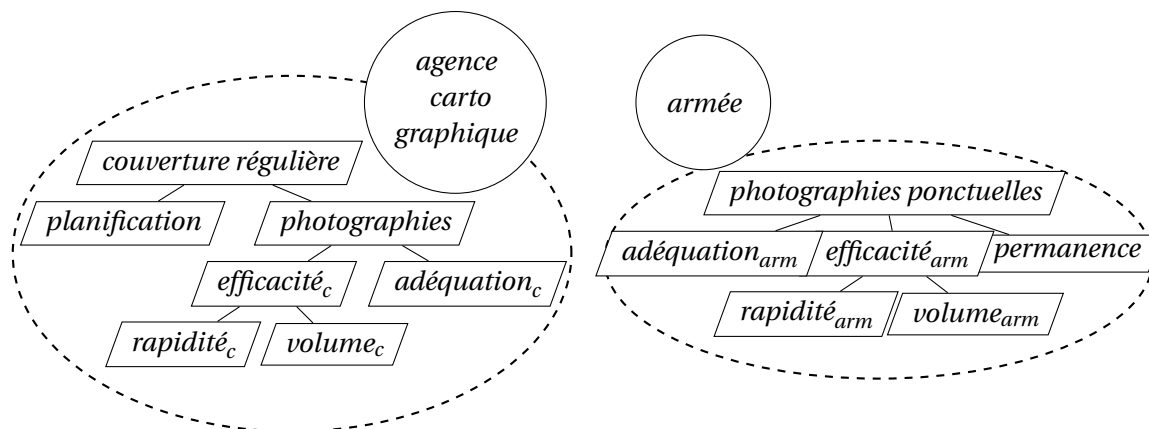 agence
carto
graphique
couverture régulière
planification
photographies
efficacité_c
adéquation_c
rapidité_c
volume_c
armée
photographies ponctuelles
adéquation_arm
efficacité_arm
permanence
rapidité_arm
volume_arm